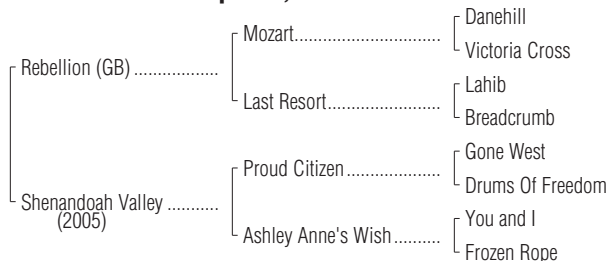 Danehill
Mozart..................................
Victoria Cross
Rebellion (GB) ..................
Lahib
Last Resort..........................
Breadcrumb
Gone West
Proud Citizen ......................
Drums Of Freedom
Shenandoah Valley ...........
(2005)
You and I
Ashley Anne's Wish..........
Frozen Rope